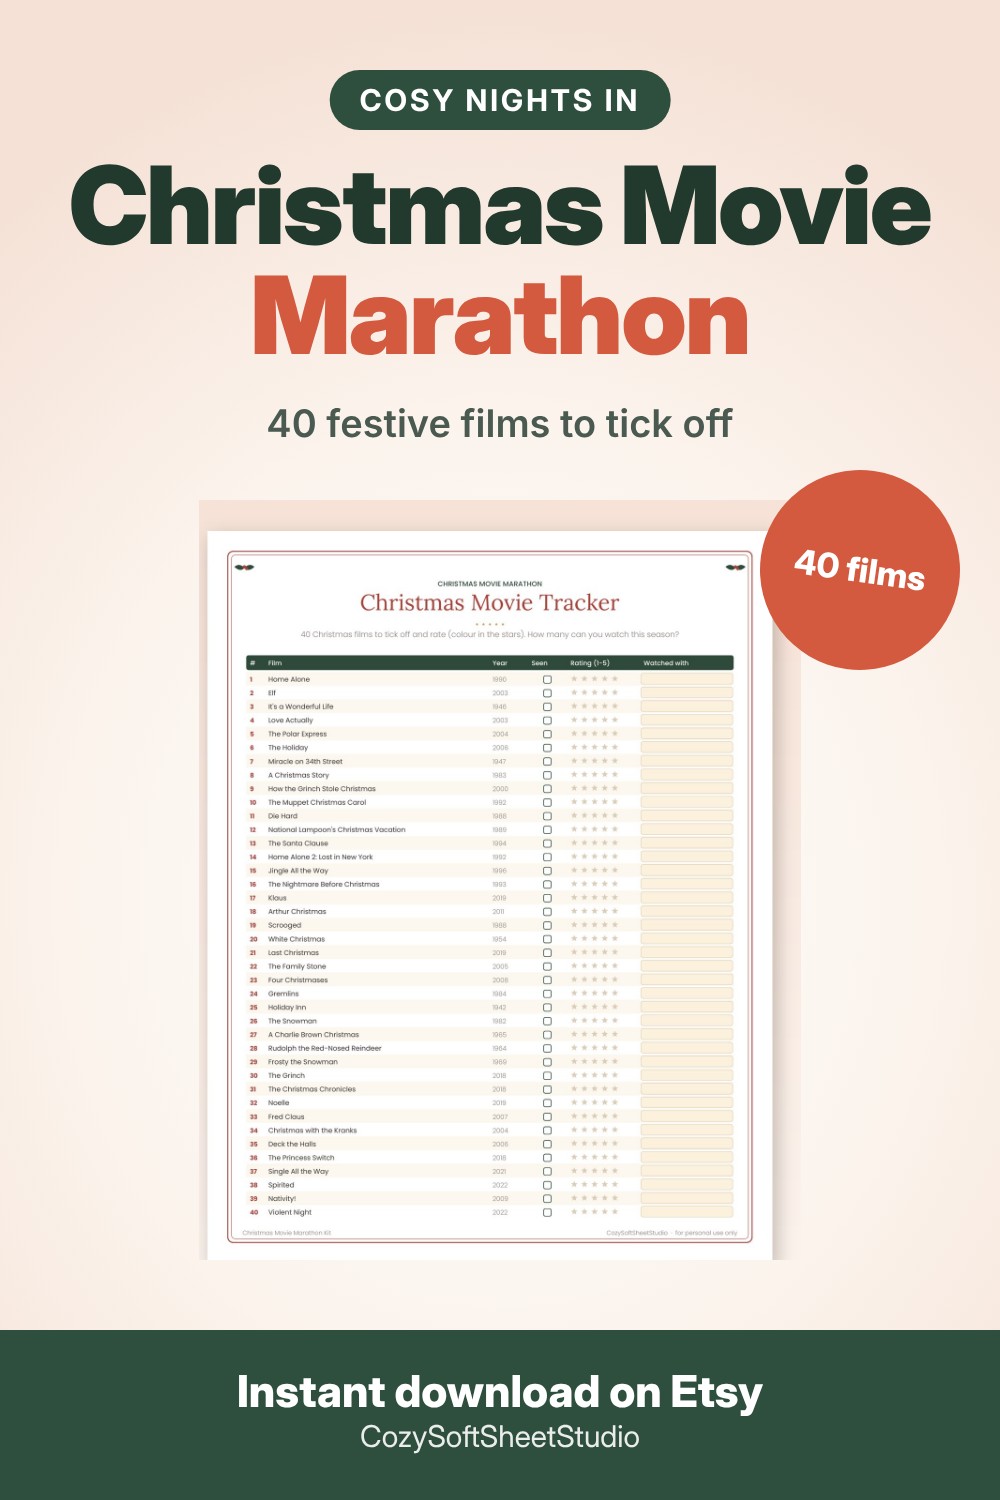 COSY NIGHTS IN
Christmas Movie
Marathon
40 festive films to tick off
40 films
CHRISTMAS MOVIE MARATHON
Christmas Movie Tracker
40 Christmas films to tick off and rate (colour in the stars). How many can you watch this season?
# Film Year Seen Rating (1-5) Watched with
1 Home Alone 1990
2 Elf 2003
3 It's a Wonderful Life 1946
4 Love Actually 2003
5 The Polar Express 2004
6 The Holiday 2006
7 Miracle on 34th Street 1947
8 A Christmas Story 1983
9 How the Grinch Stole Christmas 2000
10 The Muppet Christmas Carol 1992
11 Die Hard 1988
12 National Lampoon's Christmas Vacation 1989
13 The Santa Clause 1994
14 Home Alone 2: Lost in New York 1992
15 Jingle All the Way 1996
16 The Nightmare Before Christmas 1993
17 Klaus 2019
18 Arthur Christmas 2011
19 Scrooged 1988
20 White Christmas 1954
21 Last Christmas 2019
22 The Family Stone 2005
23 Four Christmases 2008
24 Gremlins 1984
25 Holiday Inn 1942
26 The Snowman 1982
27 A Charlie Brown Christmas 1965
28 Rudolph the Red-Nosed Reindeer 1964
29 Frosty the Snowman 1969
30 The Grinch 2018
31 The Christmas Chronicles 2018
32 Noelle 2019
33 Fred Claus 2007
34 Christmas with the Kranks 2004
35 Deck the Halls 2006
36 The Princess Switch 2018
37 Single All the Way 2021
38 Spirited 2022
39 Nativity! 2009
40 Violent Night 2022
Christmas Movie Marathon Kit CozySoftSheetStudio · for personal use only
Instant download on Etsy
CozySoftSheetStudio